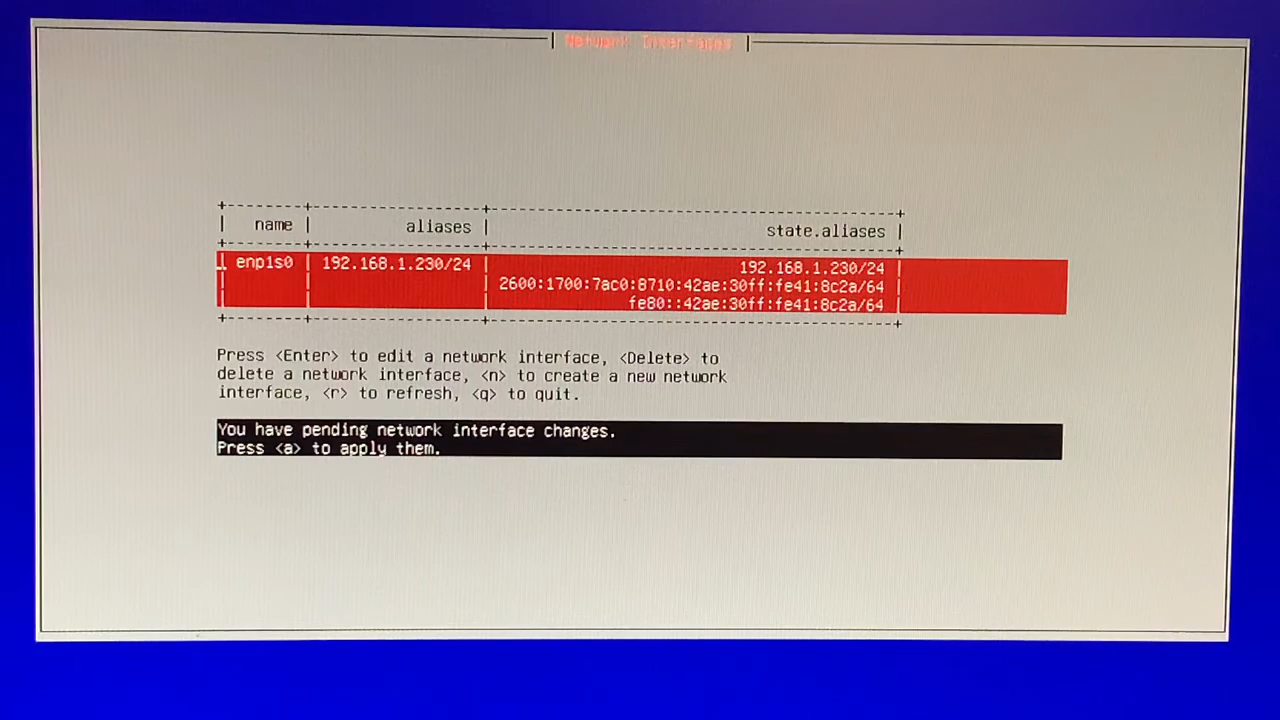 Network Interfaces
name | aliases | state.aliases |
enp1s0 | 192.168.1.230/24 | 192.168.1.230/24 |
2600:1700:7ac0:8710:42ae:30ff:fe41:8c2a/64
fe80::42ae:30ff:fe41:8c2a/64
Press <Enter> to edit a network interface, <Delete> to
delete a network interface, <n> to create a new network
interface, <r> to refresh, <q> to quit.
You have pending network interface changes.
Press <a> to apply them.